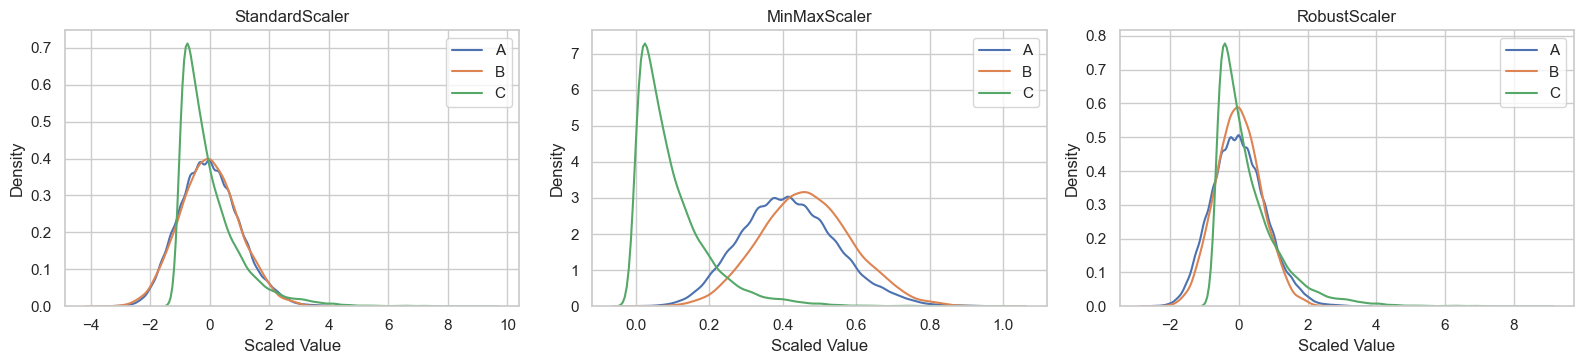 StandardScaler
0.7
0.6
0.5
0.4
0.3
0.2
0.1
0.0
Density
−4
−2
0
2
4
6
8
10
Scaled Value
A
B
C
MinMaxScaler
7
6
5
4
3
2
1
0
Density
0.0
0.2
0.4
0.6
0.8
1.0
Scaled Value
A
B
C
RobustScaler
0.8
0.7
0.6
0.5
0.4
0.3
0.2
0.1
0.0
Density
−2
0
2
4
6
8
Scaled Value
A
B
C